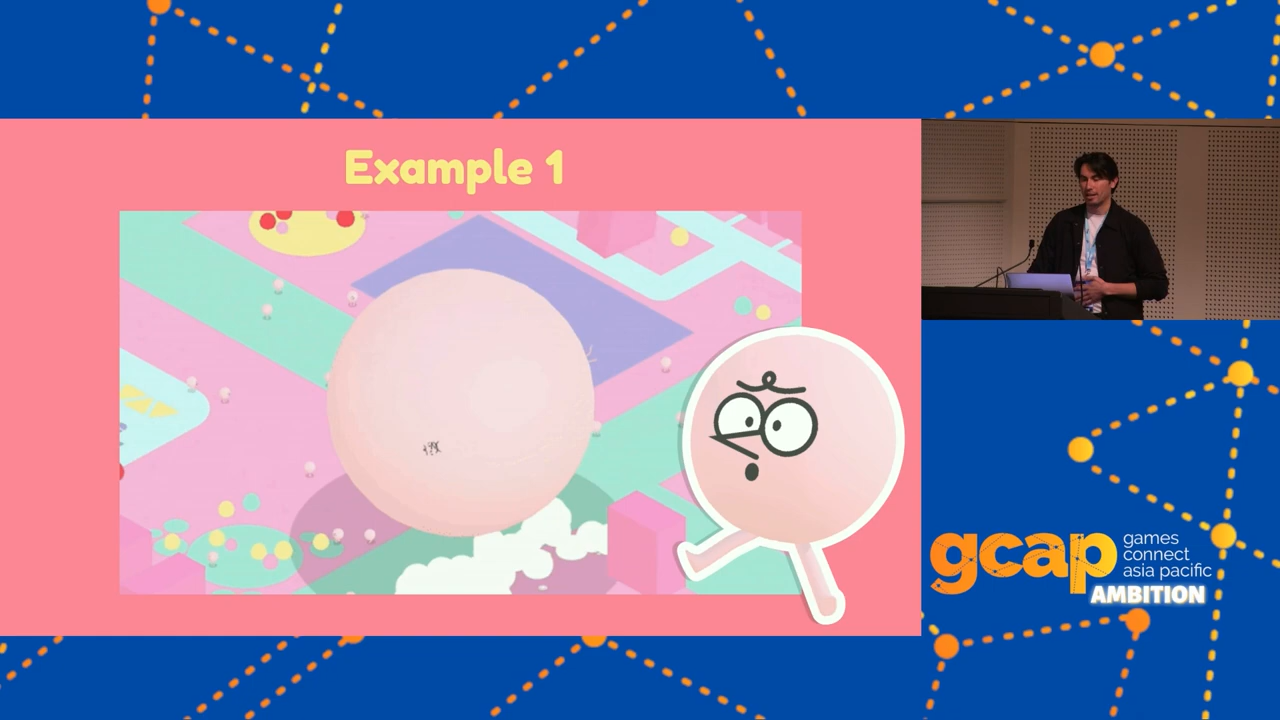 Example 1
gcap
games
connect
asia pacific
AMBITION